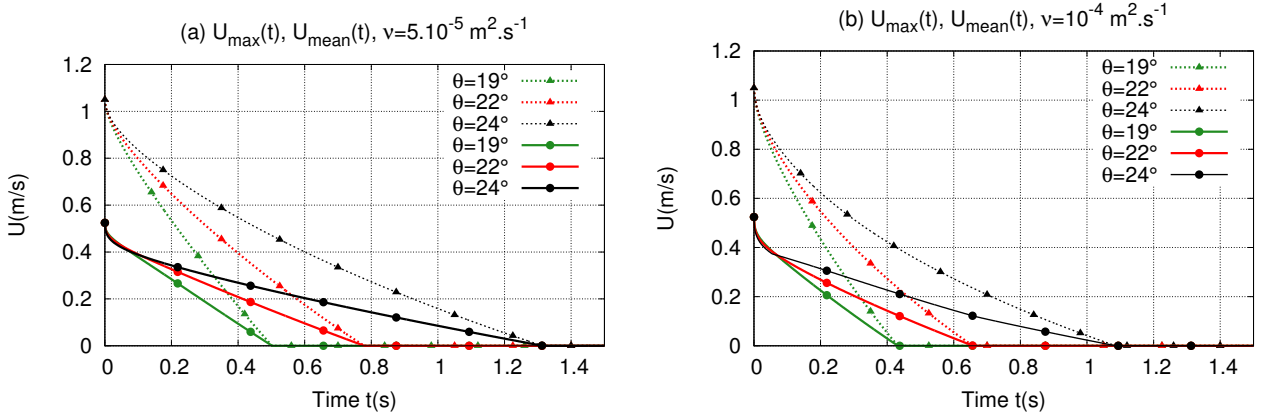 (a) U_max(t), U_mean(t), ν=5.10^-5 m^2.s^-1
1.2
1
0.8
0.6
0.4
0.2
0
U(m/s)
θ=19°
θ=22°
θ=24°
θ=19°
θ=22°
θ=24°
0 0.2 0.4 0.6 0.8 1 1.2 1.4
Time t(s)
(b) U_max(t), U_mean(t), ν=10^-4 m^2.s^-1
1.2
1
0.8
0.6
0.4
0.2
0
U(m/s)
θ=19°
θ=22°
θ=24°
θ=19°
θ=22°
θ=24°
0 0.2 0.4 0.6 0.8 1 1.2 1.4
Time t(s)